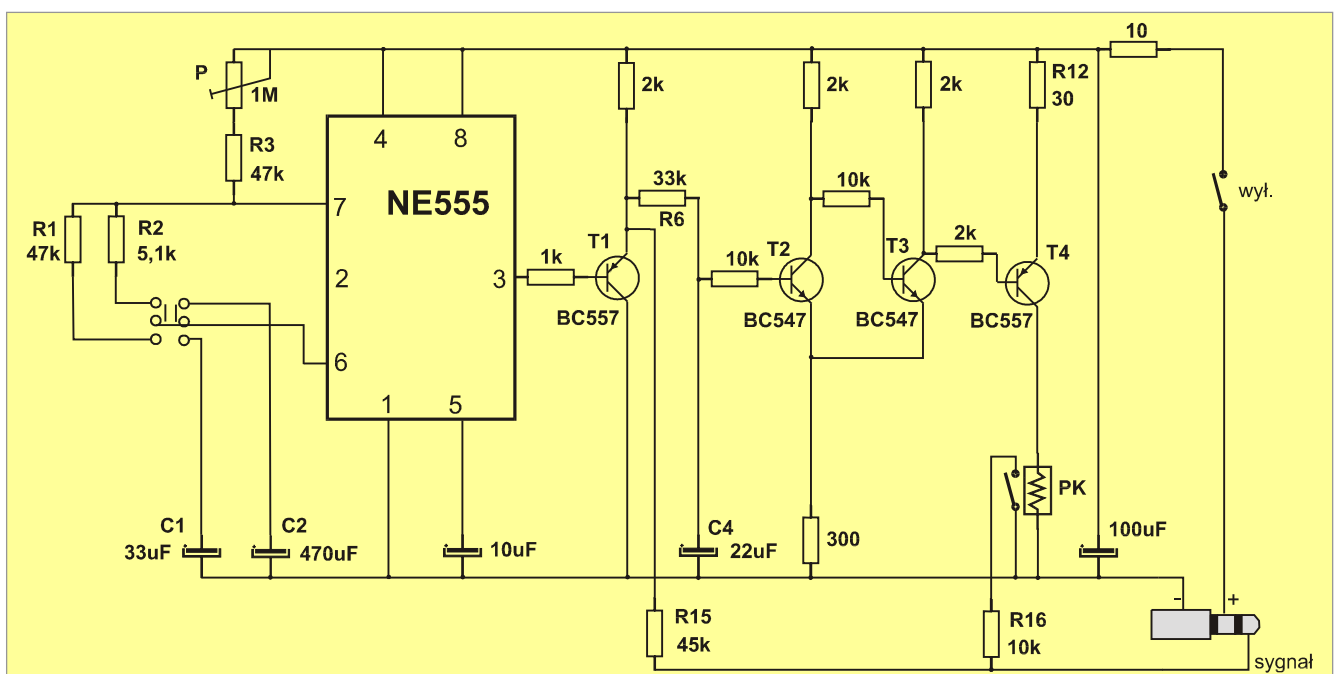 10
P
1M
2k
2k
2k
R12
30
4
8
R3
47k
NE555
7
33k
R6
10k
wył.
R1
47k
R2
5,1k
2
3
1k
T1
BC557
10k
T2
BC547
T3
BC547
2k
T4
BC557
6
1
5
PK
C1
33uF
C2
470uF
10uF
C4
22uF
300
100uF
R15
45k
R16
10k
-
+
sygnał